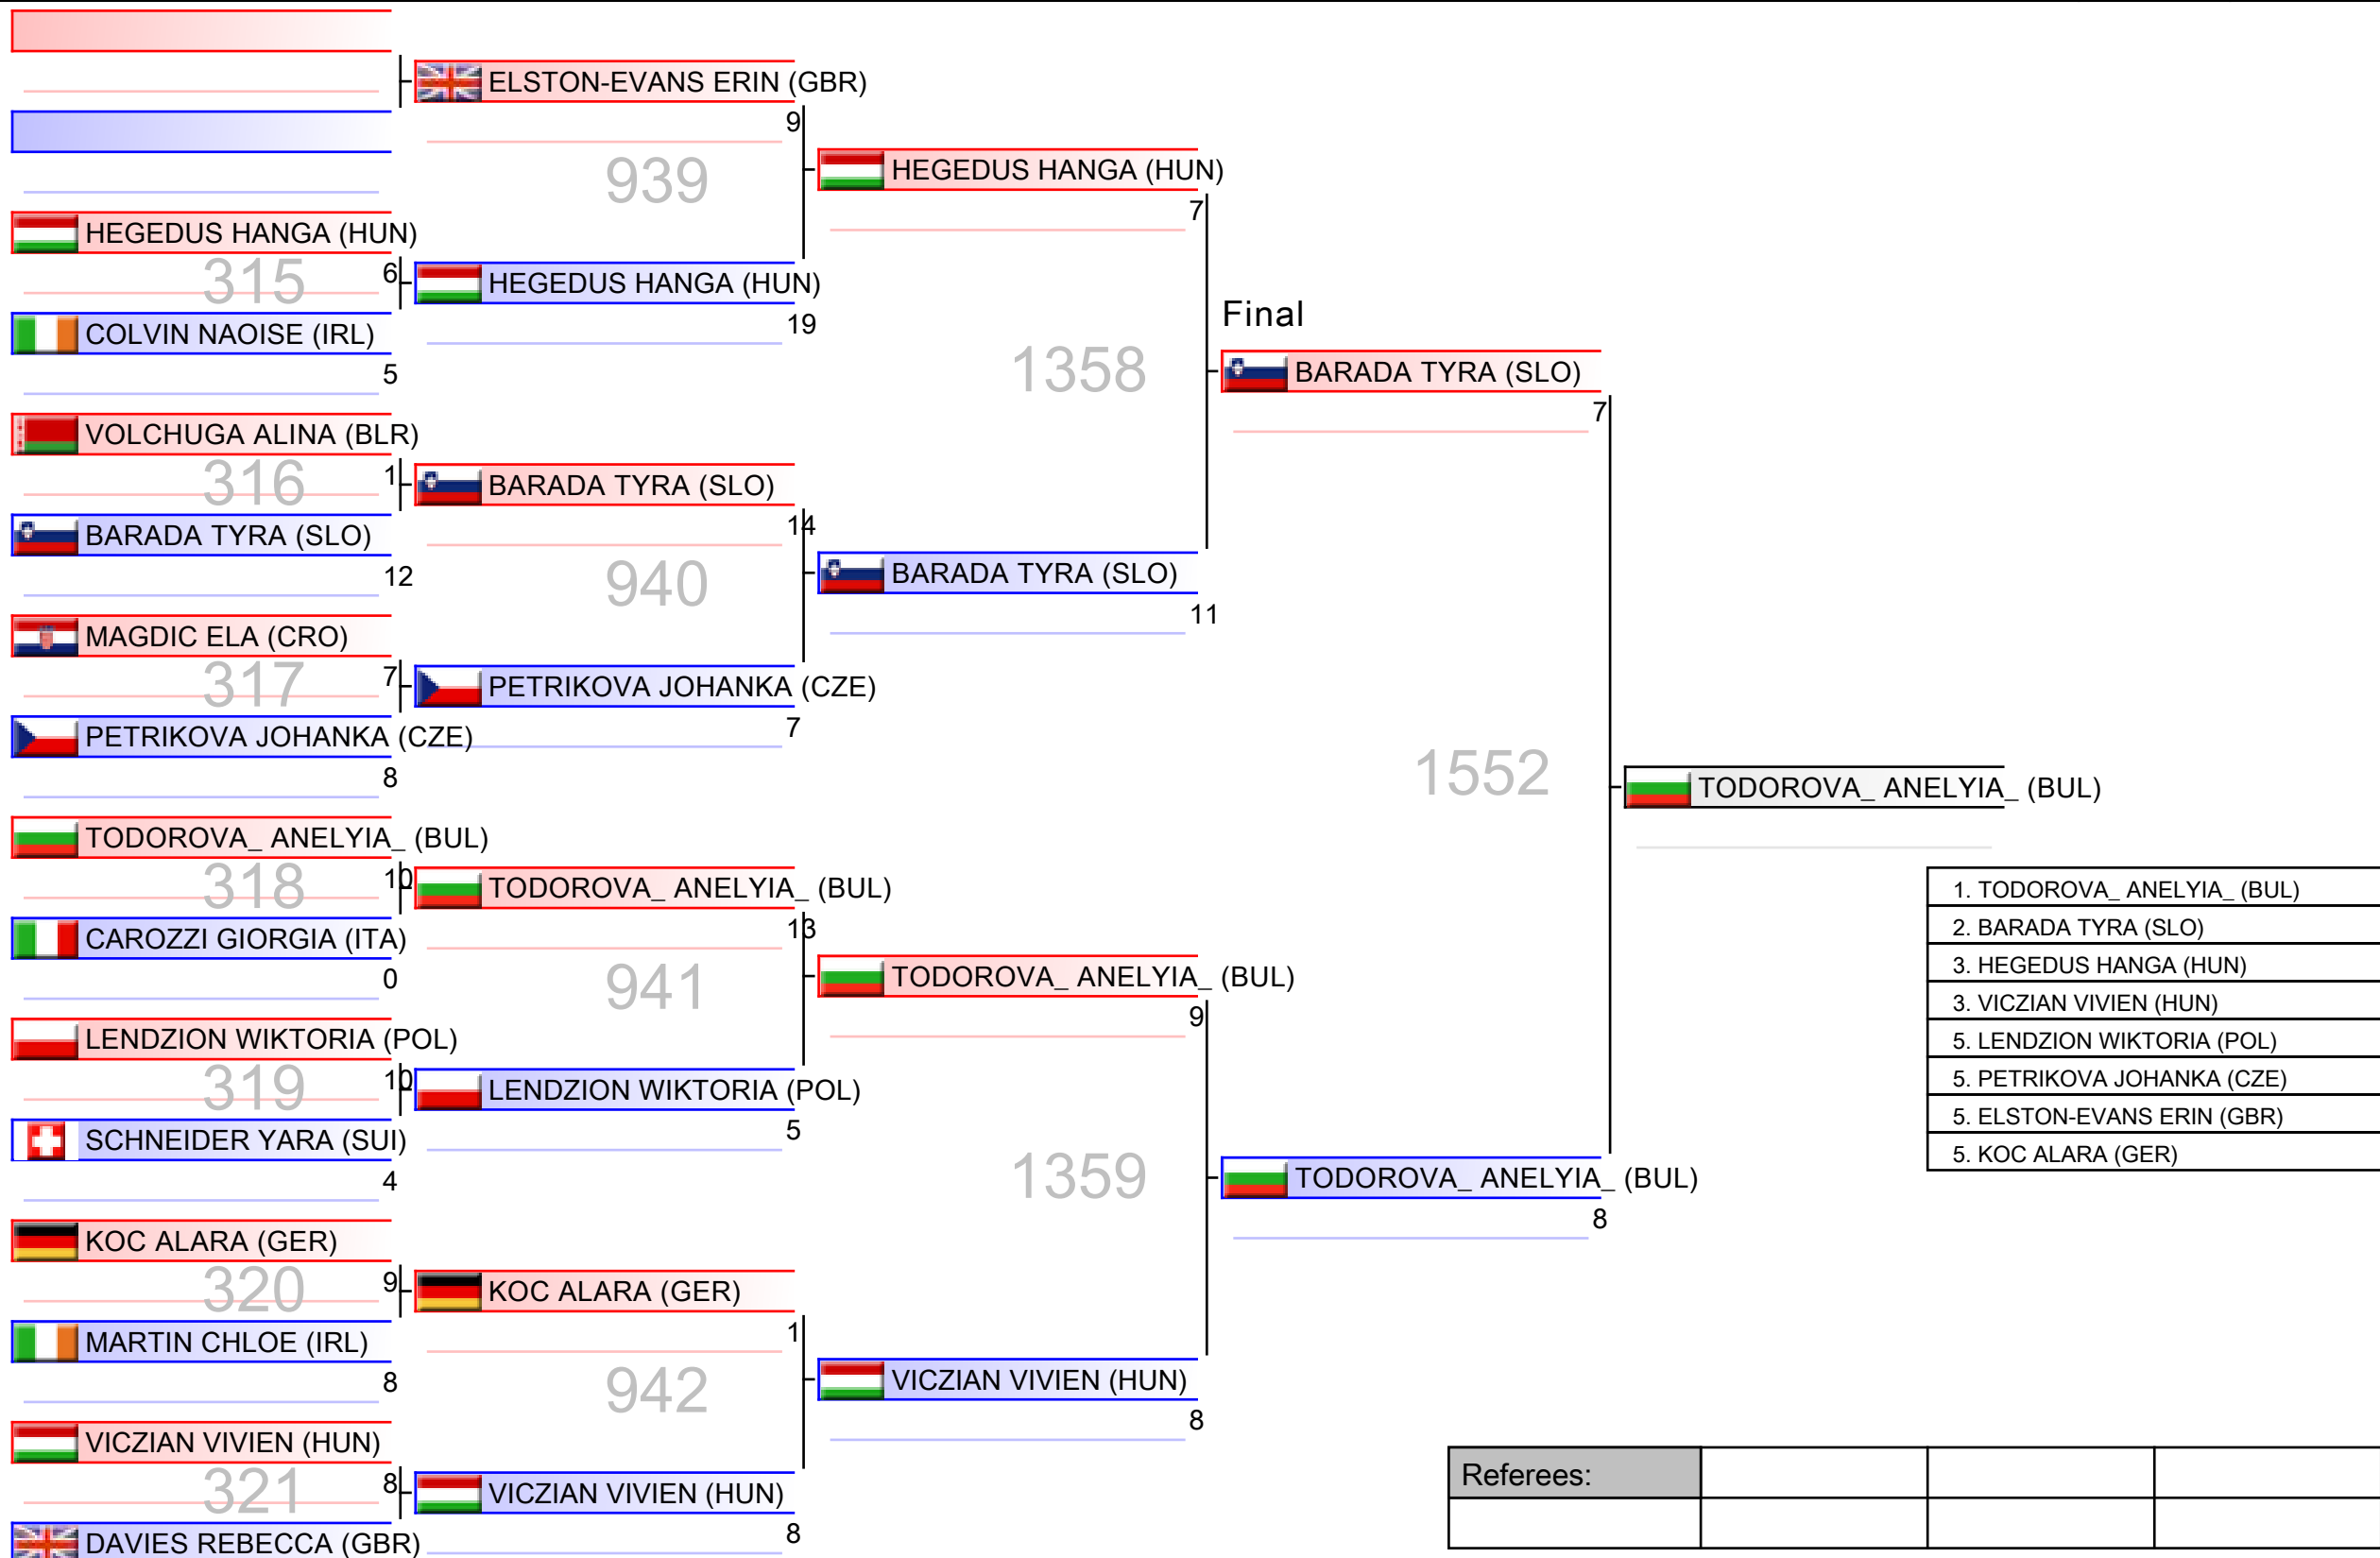 ELSTON-EVANS ERIN (GBR)
9
939
HEGEDUS HANGA (HUN)
7
HEGEDUS HANGA (HUN)
315
6
HEGEDUS HANGA (HUN)
19
COLVIN NAOISE (IRL)
5
1358
Final
BARADA TYRA (SLO)
7
VOLCHUGA ALINA (BLR)
316
1
BARADA TYRA (SLO)
14
BARADA TYRA (SLO)
12
940
BARADA TYRA (SLO)
11
MAGDIC ELA (CRO)
317
7
PETRIKOVA JOHANKA (CZE)
7
PETRIKOVA JOHANKA (CZE)
8
1552
TODOROVA_ ANELYIA_ (BUL)
TODOROVA_ ANELYIA_ (BUL)
318
10
TODOROVA_ ANELYIA_ (BUL)
13
CAROZZI GIORGIA (ITA)
0
941
TODOROVA_ ANELYIA_ (BUL)
9
LENDZION WIKTORIA (POL)
319
10
LENDZION WIKTORIA (POL)
5
SCHNEIDER YARA (SUI)
4
1359
TODOROVA_ ANELYIA_ (BUL)
8
KOC ALARA (GER)
320
9
KOC ALARA (GER)
1
MARTIN CHLOE (IRL)
8
942
VICZIAN VIVIEN (HUN)
8
VICZIAN VIVIEN (HUN)
321
8
VICZIAN VIVIEN (HUN)
8
DAVIES REBECCA (GBR)
1. TODOROVA_ ANELYIA_ (BUL)
2. BARADA TYRA (SLO)
3. HEGEDUS HANGA (HUN)
3. VICZIAN VIVIEN (HUN)
5. LENDZION WIKTORIA (POL)
5. PETRIKOVA JOHANKA (CZE)
5. ELSTON-EVANS ERIN (GBR)
5. KOC ALARA (GER)
Referees: